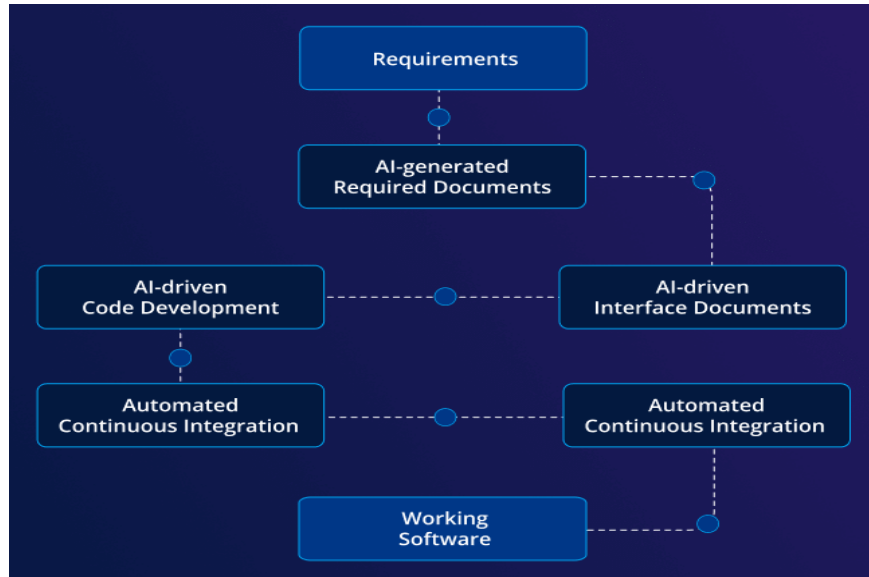 Requirements
AI-generated
Required Documents
AI-driven
Code Development
AI-driven
Interface Documents
Automated
Continuous Integration
Automated
Continuous Integration
Working
Software